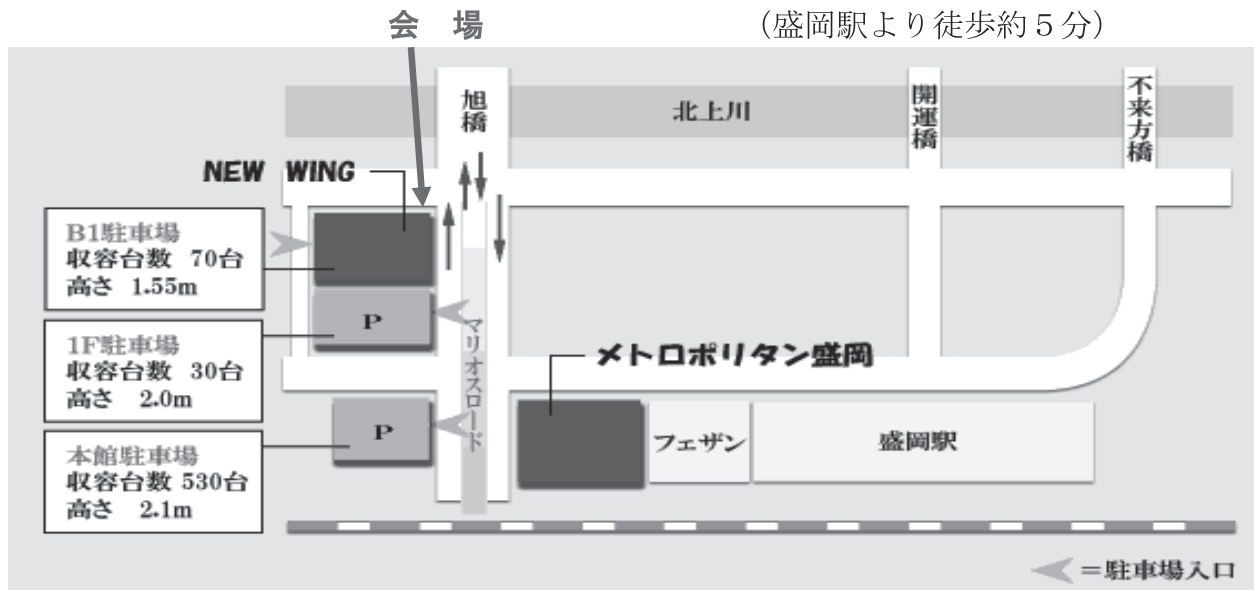 会 場
（盛岡駅より徒歩約５分）
旭橋
北上川
開運橋
不来方橋
NEW WING
B1駐車場
収容台数 70台
高さ 1.55m
P
1F駐車場
収容台数 30台
高さ 2.0m
マリオスロード
メトロポリタン盛岡
P
フェザン
盛岡駅
本館駐車場
収容台数 530台
高さ 2.1m
＝駐車場入口